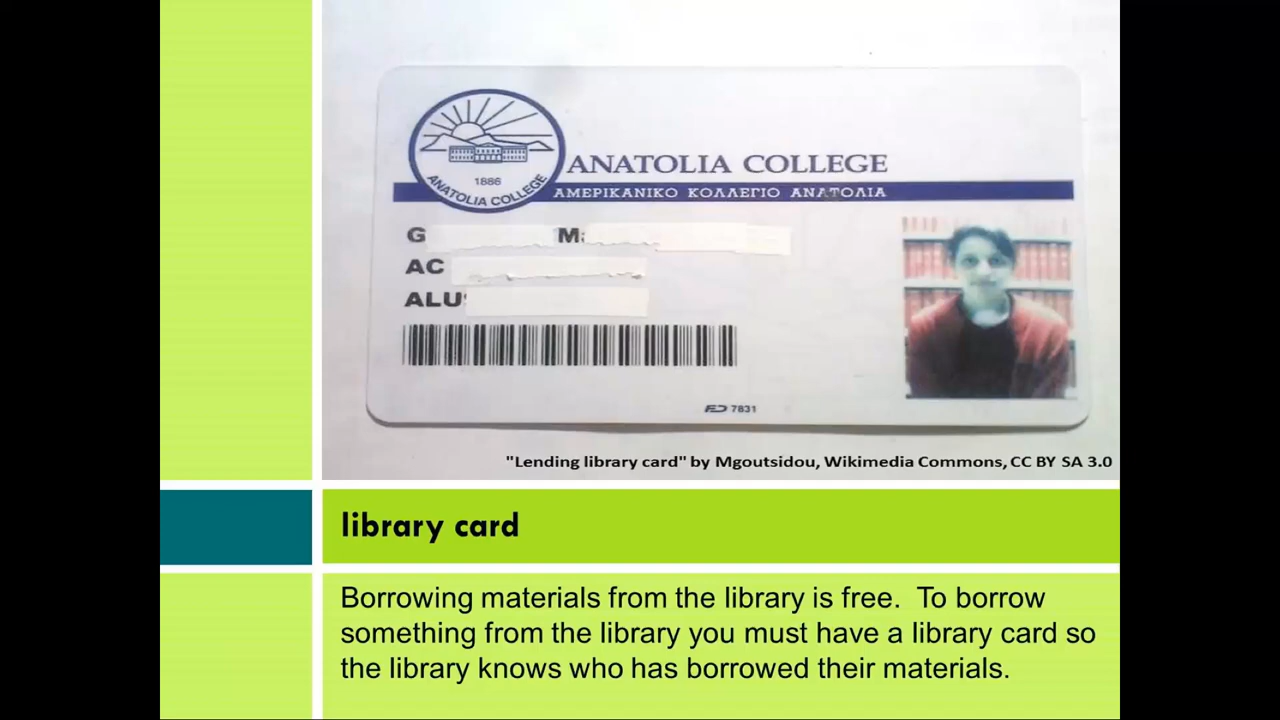 ANATOLIA COLLEGE
1886
ANATOLIA COLLEGE
ΑΜΕΡΙΚΑΝΙΚΟ ΚΟΛΛΕΓΙΟ ΑΝΑΤΟΛΙΑ
G M
AC
ALU
7831
"Lending library card" by Mgoutsidou, Wikimedia Commons, CC BY SA 3.0
library card
Borrowing materials from the library is free. To borrow
something from the library you must have a library card so
the library knows who has borrowed their materials.